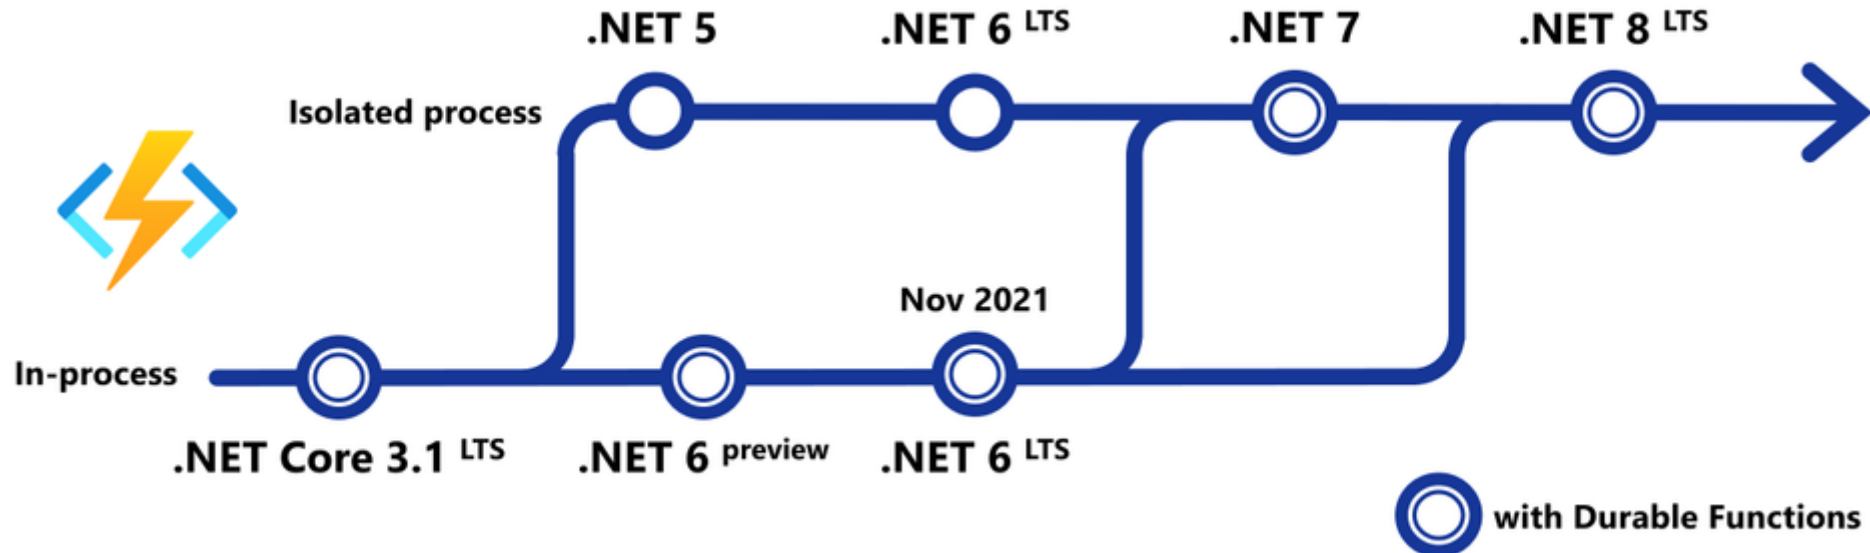 .NET 5
.NET 6 LTS
.NET 7
.NET 8 LTS
Isolated process
Nov 2021
In-process
.NET Core 3.1 LTS
.NET 6 preview
.NET 6 LTS
with Durable Functions